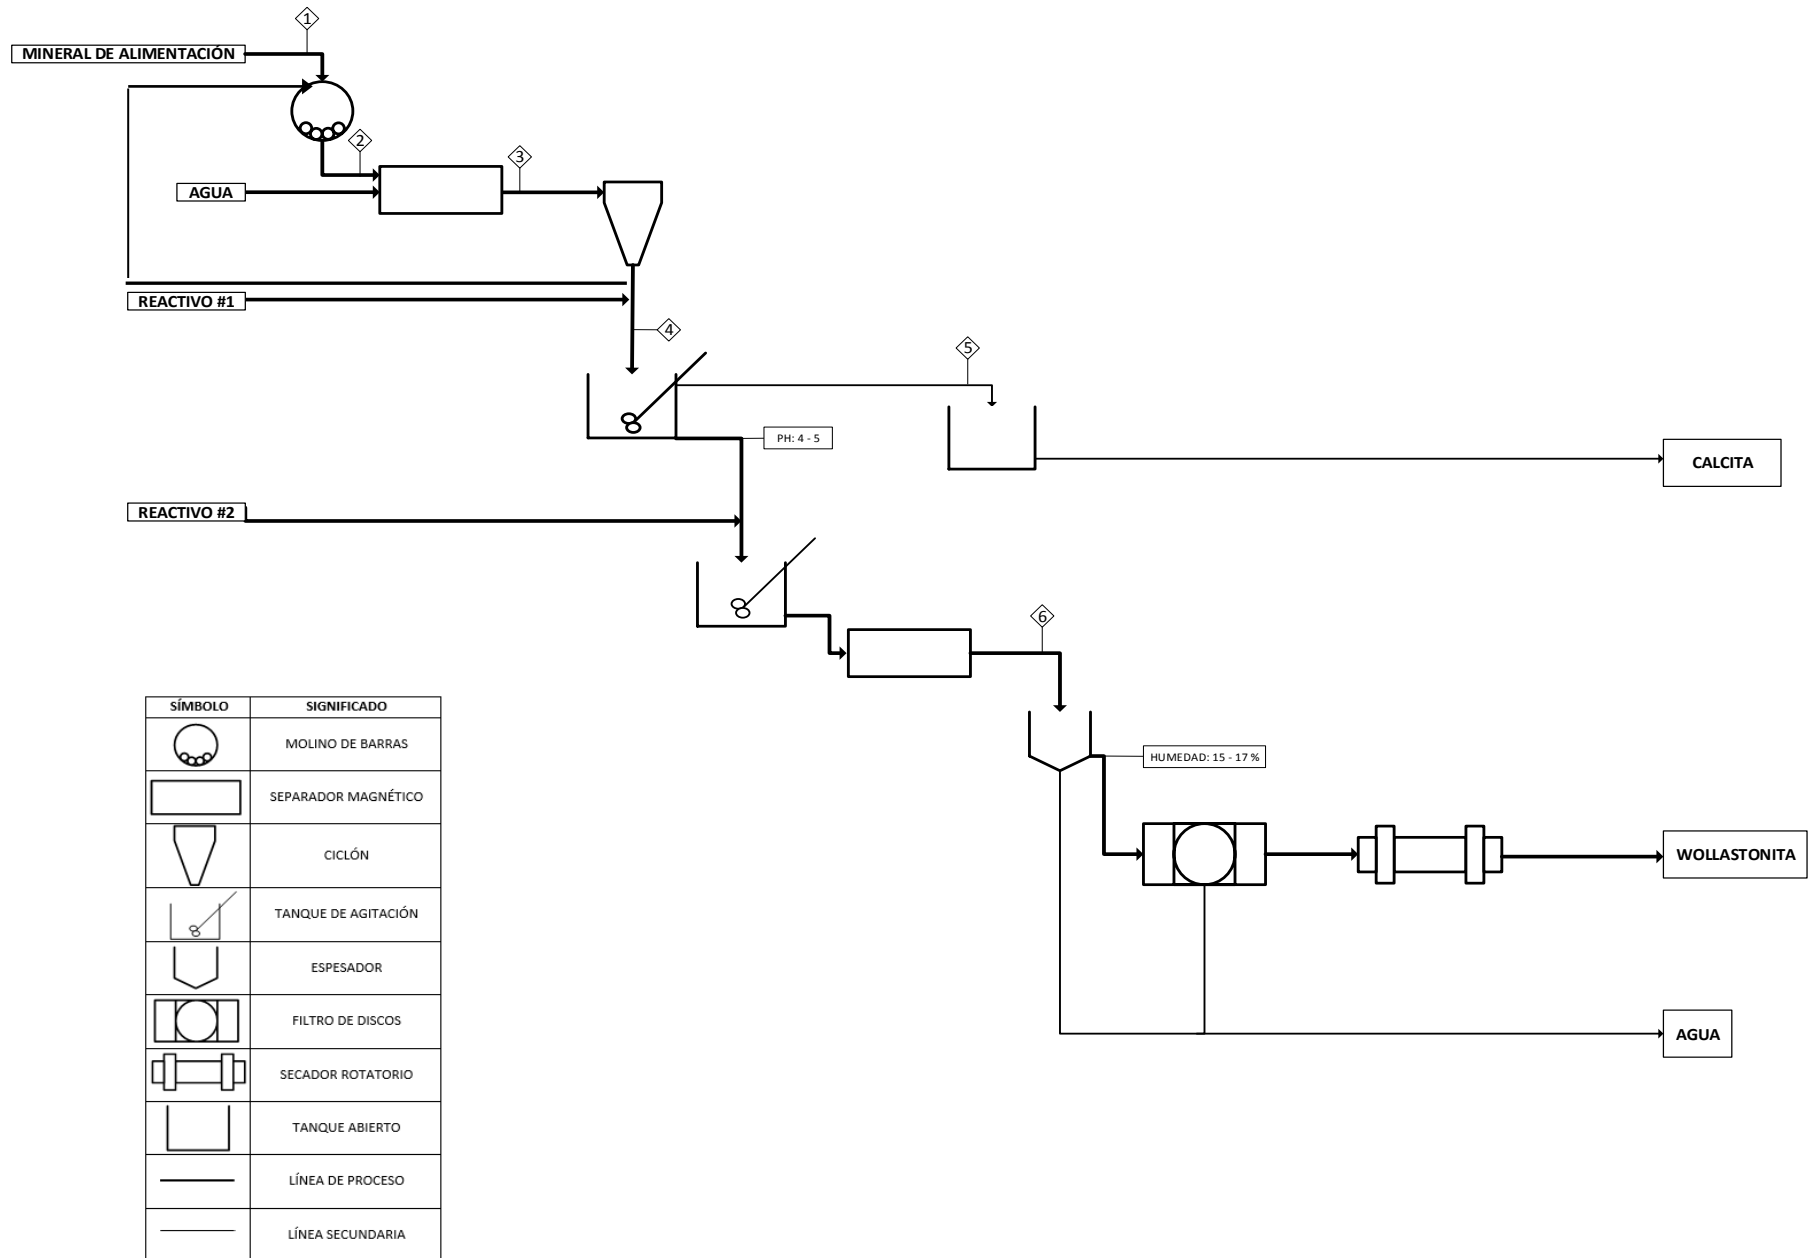 1
MINERAL DE ALIMENTACIÓN
2
3
AGUA
REACTIVO #1
4
5
PH: 4 - 5
CALCITA
REACTIVO #2
6
HUMEDAD: 15 - 17 %
WOLLASTONITA
AGUA
SÍMBOLO SIGNIFICADO
MOLINO DE BARRAS
SEPARADOR MAGNÉTICO
CICLÓN
TANQUE DE AGITACIÓN
ESPESADOR
FILTRO DE DISCOS
SECADOR ROTATORIO
TANQUE ABIERTO
LÍNEA DE PROCESO
LÍNEA SECUNDARIA